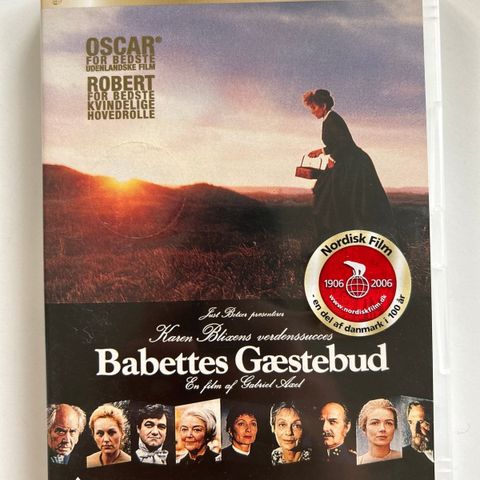 OSCAR®
FOR BEDSTE
UDENLANDSKE FILM
ROBERT
FOR BEDSTE
KVINDELIGE
HOVEDROLLE
Nordisk Film
1906 2006
www.nordiskfilm.dk
- en del af danmark i 100 år
Just Betzer presenterer
Karen Blixens verdenssucces
Babettes Gæstebud
En film af Gabriel Axel